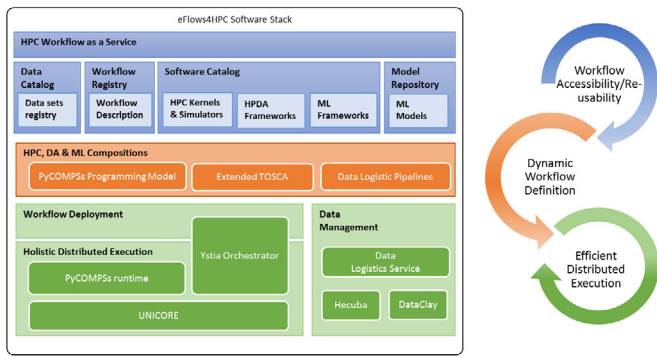 eFlows4HPC Software Stack
HPC Workflow as a Service
Data
Catalog
Data sets
registry
Workflow
Registry
Workflow
Description
Software Catalog
HPC Kernels
& Simulators
HPDA
Frameworks
ML
Frameworks
Model
Repository
ML
Models
HPC, DA & ML Compositions
PyCOMPSs Programming Model
Extended TOSCA
Data Logistic Pipelines
Workflow Deployment
Ystia Orchestrator
Holistic Distributed Execution
PyCOMPSs runtime
UNICORE
Data
Management
Data
Logistics Service
Hecuba
DataClay
Workflow
Accessibility/Re-
usability
Dynamic
Workflow
Definition
Efficient
Distributed
Execution